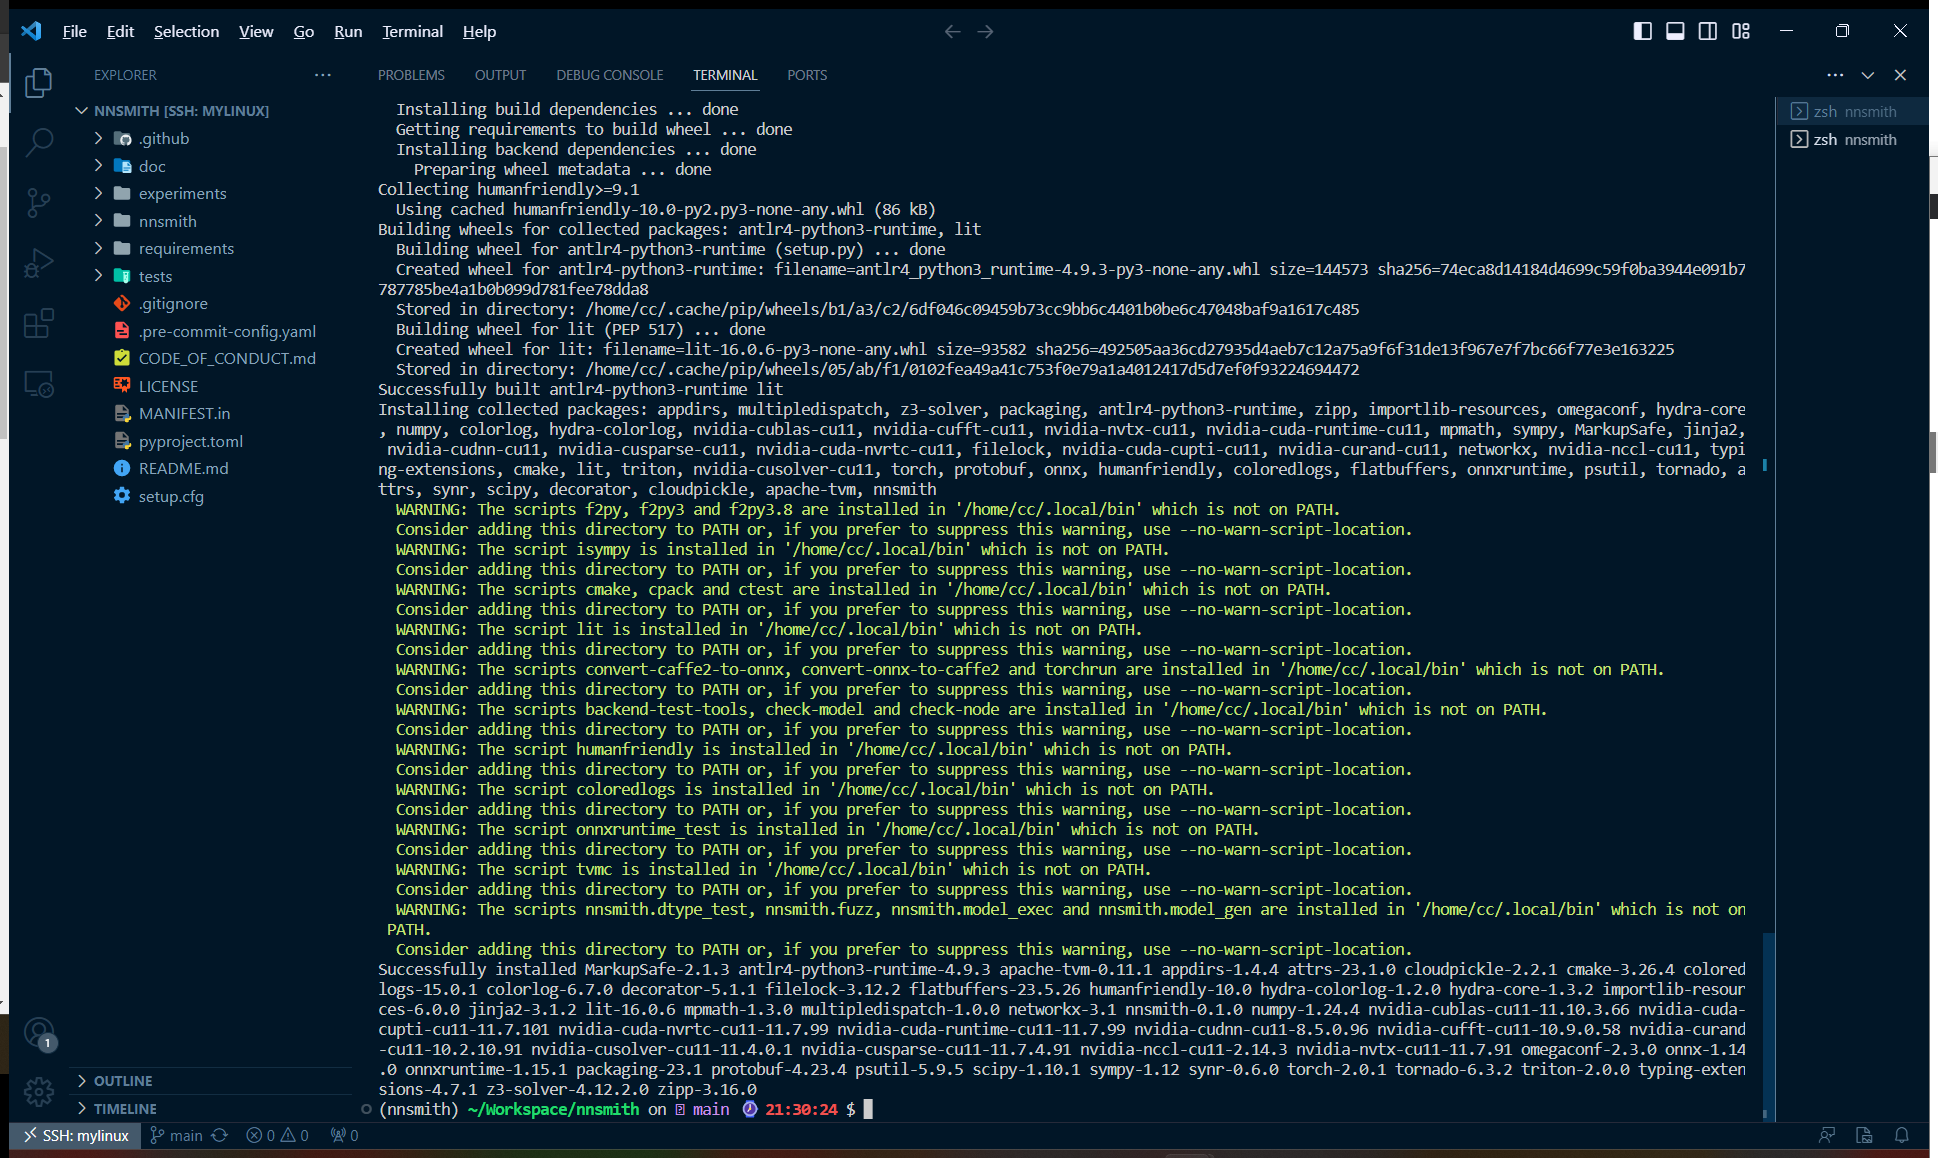 File Edit Selection View Go Run Terminal Help
EXPLORER
NNSMITH [SSH: MYLINUX]
.github
doc
experiments
nnsmith
requirements
tests
.gitignore
.pre-commit-config.yaml
CODE_OF_CONDUCT.md
LICENSE
MANIFEST.in
pyproject.toml
README.md
setup.cfg
OUTLINE
TIMELINE
PROBLEMS OUTPUT DEBUG CONSOLE TERMINAL PORTS
Installing build dependencies ... done
Getting requirements to build wheel ... done
Installing backend dependencies ... done
Preparing wheel metadata ... done
Collecting humanfriendly>=9.1
Using cached humanfriendly-10.0-py2.py3-none-any.whl (86 kB)
Building wheels for collected packages: antlr4-python3-runtime, lit
Building wheel for antlr4-python3-runtime (setup.py) ... done
Created wheel for antlr4-python3-runtime: filename=antlr4_python3_runtime-4.9.3-py3-none-any.whl size=144573 sha256=74eca8d14184d4699c59f0ba3944e091b7
787785be4a1b0b099d781fee78dda8
Stored in directory: /home/cc/.cache/pip/wheels/b1/a3/c2/6df046c09459b73cc9bb6c4401b0be6c47048baf9a1617c485
Building wheel for lit (PEP 517) ... done
Created wheel for lit: filename=lit-16.0.6-py3-none-any.whl size=93582 sha256=492505aa36cd27935d4aeb7c12a75a9f6f31de13f967e7f7bc66f77e3e163225
Stored in directory: /home/cc/.cache/pip/wheels/05/ab/f1/0102fea49a41c753f0e79a1a4012417d5d7ef0f93224694472
Successfully built antlr4-python3-runtime lit
Installing collected packages: appdirs, multipledispatch, z3-solver, packaging, antlr4-python3-runtime, zipp, importlib-resources, omegaconf, hydra-core
, numpy, colorlog, hydra-colorlog, nvidia-cublas-cu11, nvidia-cufft-cu11, nvidia-nvtx-cu11, nvidia-cuda-runtime-cu11, mpmath, sympy, MarkupSafe, jinja2,
nvidia-cudnn-cu11, nvidia-cusparse-cu11, nvidia-cuda-nvrtc-cu11, filelock, nvidia-cuda-cupti-cu11, nvidia-curand-cu11, networkx, nvidia-nccl-cu11, typi
ng-extensions, cmake, lit, triton, nvidia-cusolver-cu11, torch, protobuf, onnx, humanfriendly, coloredlogs, flatbuffers, onnxruntime, psutil, tornado, a
ttrs, synr, scipy, decorator, cloudpickle, apache-tvm, nnsmith
WARNING: The scripts f2py, f2py3 and f2py3.8 are installed in '/home/cc/.local/bin' which is not on PATH.
Consider adding this directory to PATH or, if you prefer to suppress this warning, use --no-warn-script-location.
WARNING: The script isympy is installed in '/home/cc/.local/bin' which is not on PATH.
Consider adding this directory to PATH or, if you prefer to suppress this warning, use --no-warn-script-location.
WARNING: The scripts cmake, cpack and ctest are installed in '/home/cc/.local/bin' which is not on PATH.
Consider adding this directory to PATH or, if you prefer to suppress this warning, use --no-warn-script-location.
WARNING: The script lit is installed in '/home/cc/.local/bin' which is not on PATH.
Consider adding this directory to PATH or, if you prefer to suppress this warning, use --no-warn-script-location.
WARNING: The scripts convert-caffe2-to-onnx, convert-onnx-to-caffe2 and torchrun are installed in '/home/cc/.local/bin' which is not on PATH.
Consider adding this directory to PATH or, if you prefer to suppress this warning, use --no-warn-script-location.
WARNING: The scripts backend-test-tools, check-model and check-node are installed in '/home/cc/.local/bin' which is not on PATH.
Consider adding this directory to PATH or, if you prefer to suppress this warning, use --no-warn-script-location.
WARNING: The script humanfriendly is installed in '/home/cc/.local/bin' which is not on PATH.
Consider adding this directory to PATH or, if you prefer to suppress this warning, use --no-warn-script-location.
WARNING: The script coloredlogs is installed in '/home/cc/.local/bin' which is not on PATH.
Consider adding this directory to PATH or, if you prefer to suppress this warning, use --no-warn-script-location.
WARNING: The script onnxruntime_test is installed in '/home/cc/.local/bin' which is not on PATH.
Consider adding this directory to PATH or, if you prefer to suppress this warning, use --no-warn-script-location.
WARNING: The script tvmc is installed in '/home/cc/.local/bin' which is not on PATH.
Consider adding this directory to PATH or, if you prefer to suppress this warning, use --no-warn-script-location.
WARNING: The scripts nnsmith.dtype_test, nnsmith.fuzz, nnsmith.model_exec and nnsmith.model_gen are installed in '/home/cc/.local/bin' which is not on
PATH.
Consider adding this directory to PATH or, if you prefer to suppress this warning, use --no-warn-script-location.
Successfully installed MarkupSafe-2.1.3 antlr4-python3-runtime-4.9.3 apache-tvm-0.11.1 appdirs-1.4.4 attrs-23.1.0 cloudpickle-2.2.1 cmake-3.26.4 colored
logs-15.0.1 colorlog-6.7.0 decorator-5.1.1 filelock-3.12.2 flatbuffers-23.5.26 humanfriendly-10.0 hydra-colorlog-1.2.0 hydra-core-1.3.2 importlib-resour
ces-6.0.0 jinja2-3.1.2 lit-16.0.6 mpmath-1.3.0 multipledispatch-1.0.0 networkx-3.1 nnsmith-0.1.0 numpy-1.24.4 nvidia-cublas-cu11-11.10.3.66 nvidia-cuda-
cupti-cu11-11.7.101 nvidia-cuda-nvrtc-cu11-11.7.99 nvidia-cuda-runtime-cu11-11.7.99 nvidia-cudnn-cu11-8.5.0.96 nvidia-cufft-cu11-10.9.0.58 nvidia-curand
-cu11-10.2.10.91 nvidia-cusolver-cu11-11.4.0.1 nvidia-cusparse-cu11-11.7.4.91 nvidia-nccl-cu11-2.14.3 nvidia-nvtx-cu11-11.7.91 omegaconf-2.3.0 onnx-1.14
.0 onnxruntime-1.15.1 packaging-23.1 protobuf-4.23.4 psutil-5.9.5 scipy-1.10.1 sympy-1.12 synr-0.6.0 torch-2.0.1 tornado-6.3.2 triton-2.0.0 typing-exten
sions-4.7.1 z3-solver-4.12.2.0 zipp-3.16.0
(nnsmith) ~/Workspace/nnsmith on main 21:30:24 $
zsh nnsmith
zsh nnsmith
1
SSH: mylinux main 0 0 0